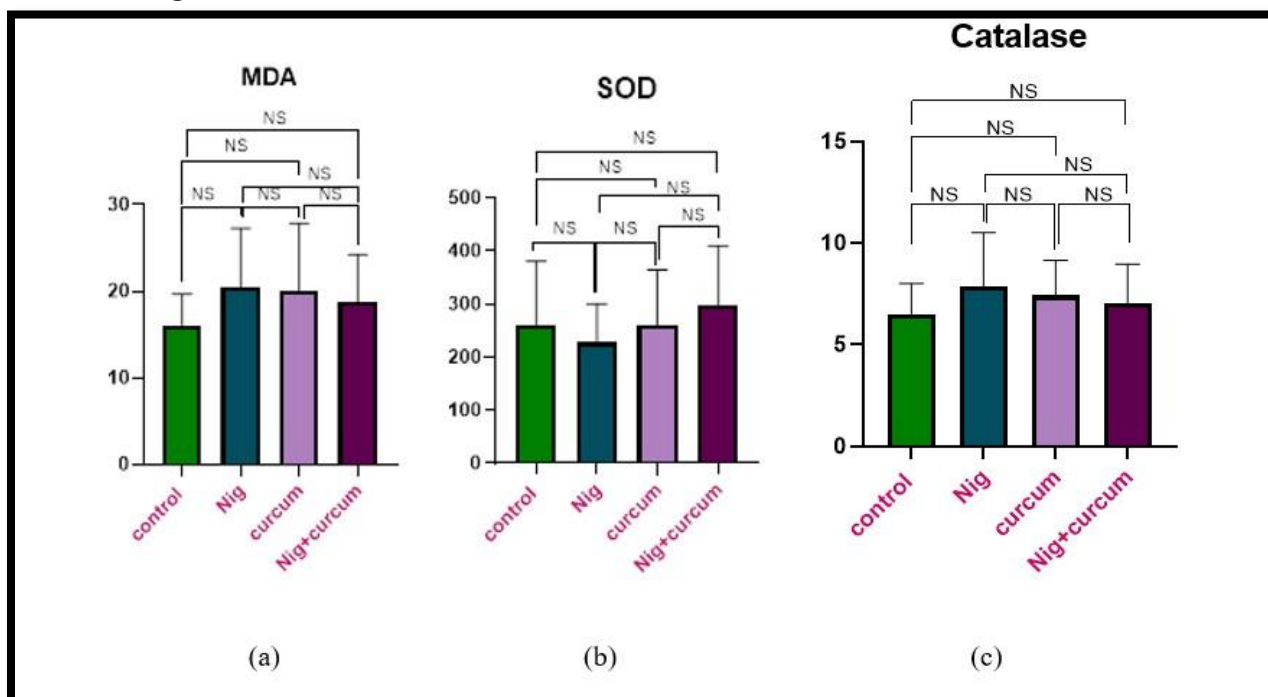 MDA
NS
NS
NS
NS
NS
NS
30
20
10
0
control
Nig
curcum
Nig+curcum
(a)
SOD
NS
NS
NS
NS
NS
NS
500
400
300
200
100
0
control
Nig
curcum
Nig+curcum
(b)
Catalase
NS
NS
NS
NS
NS
NS
15
10
5
0
control
Nig
curcum
Nig+curcum
(c)